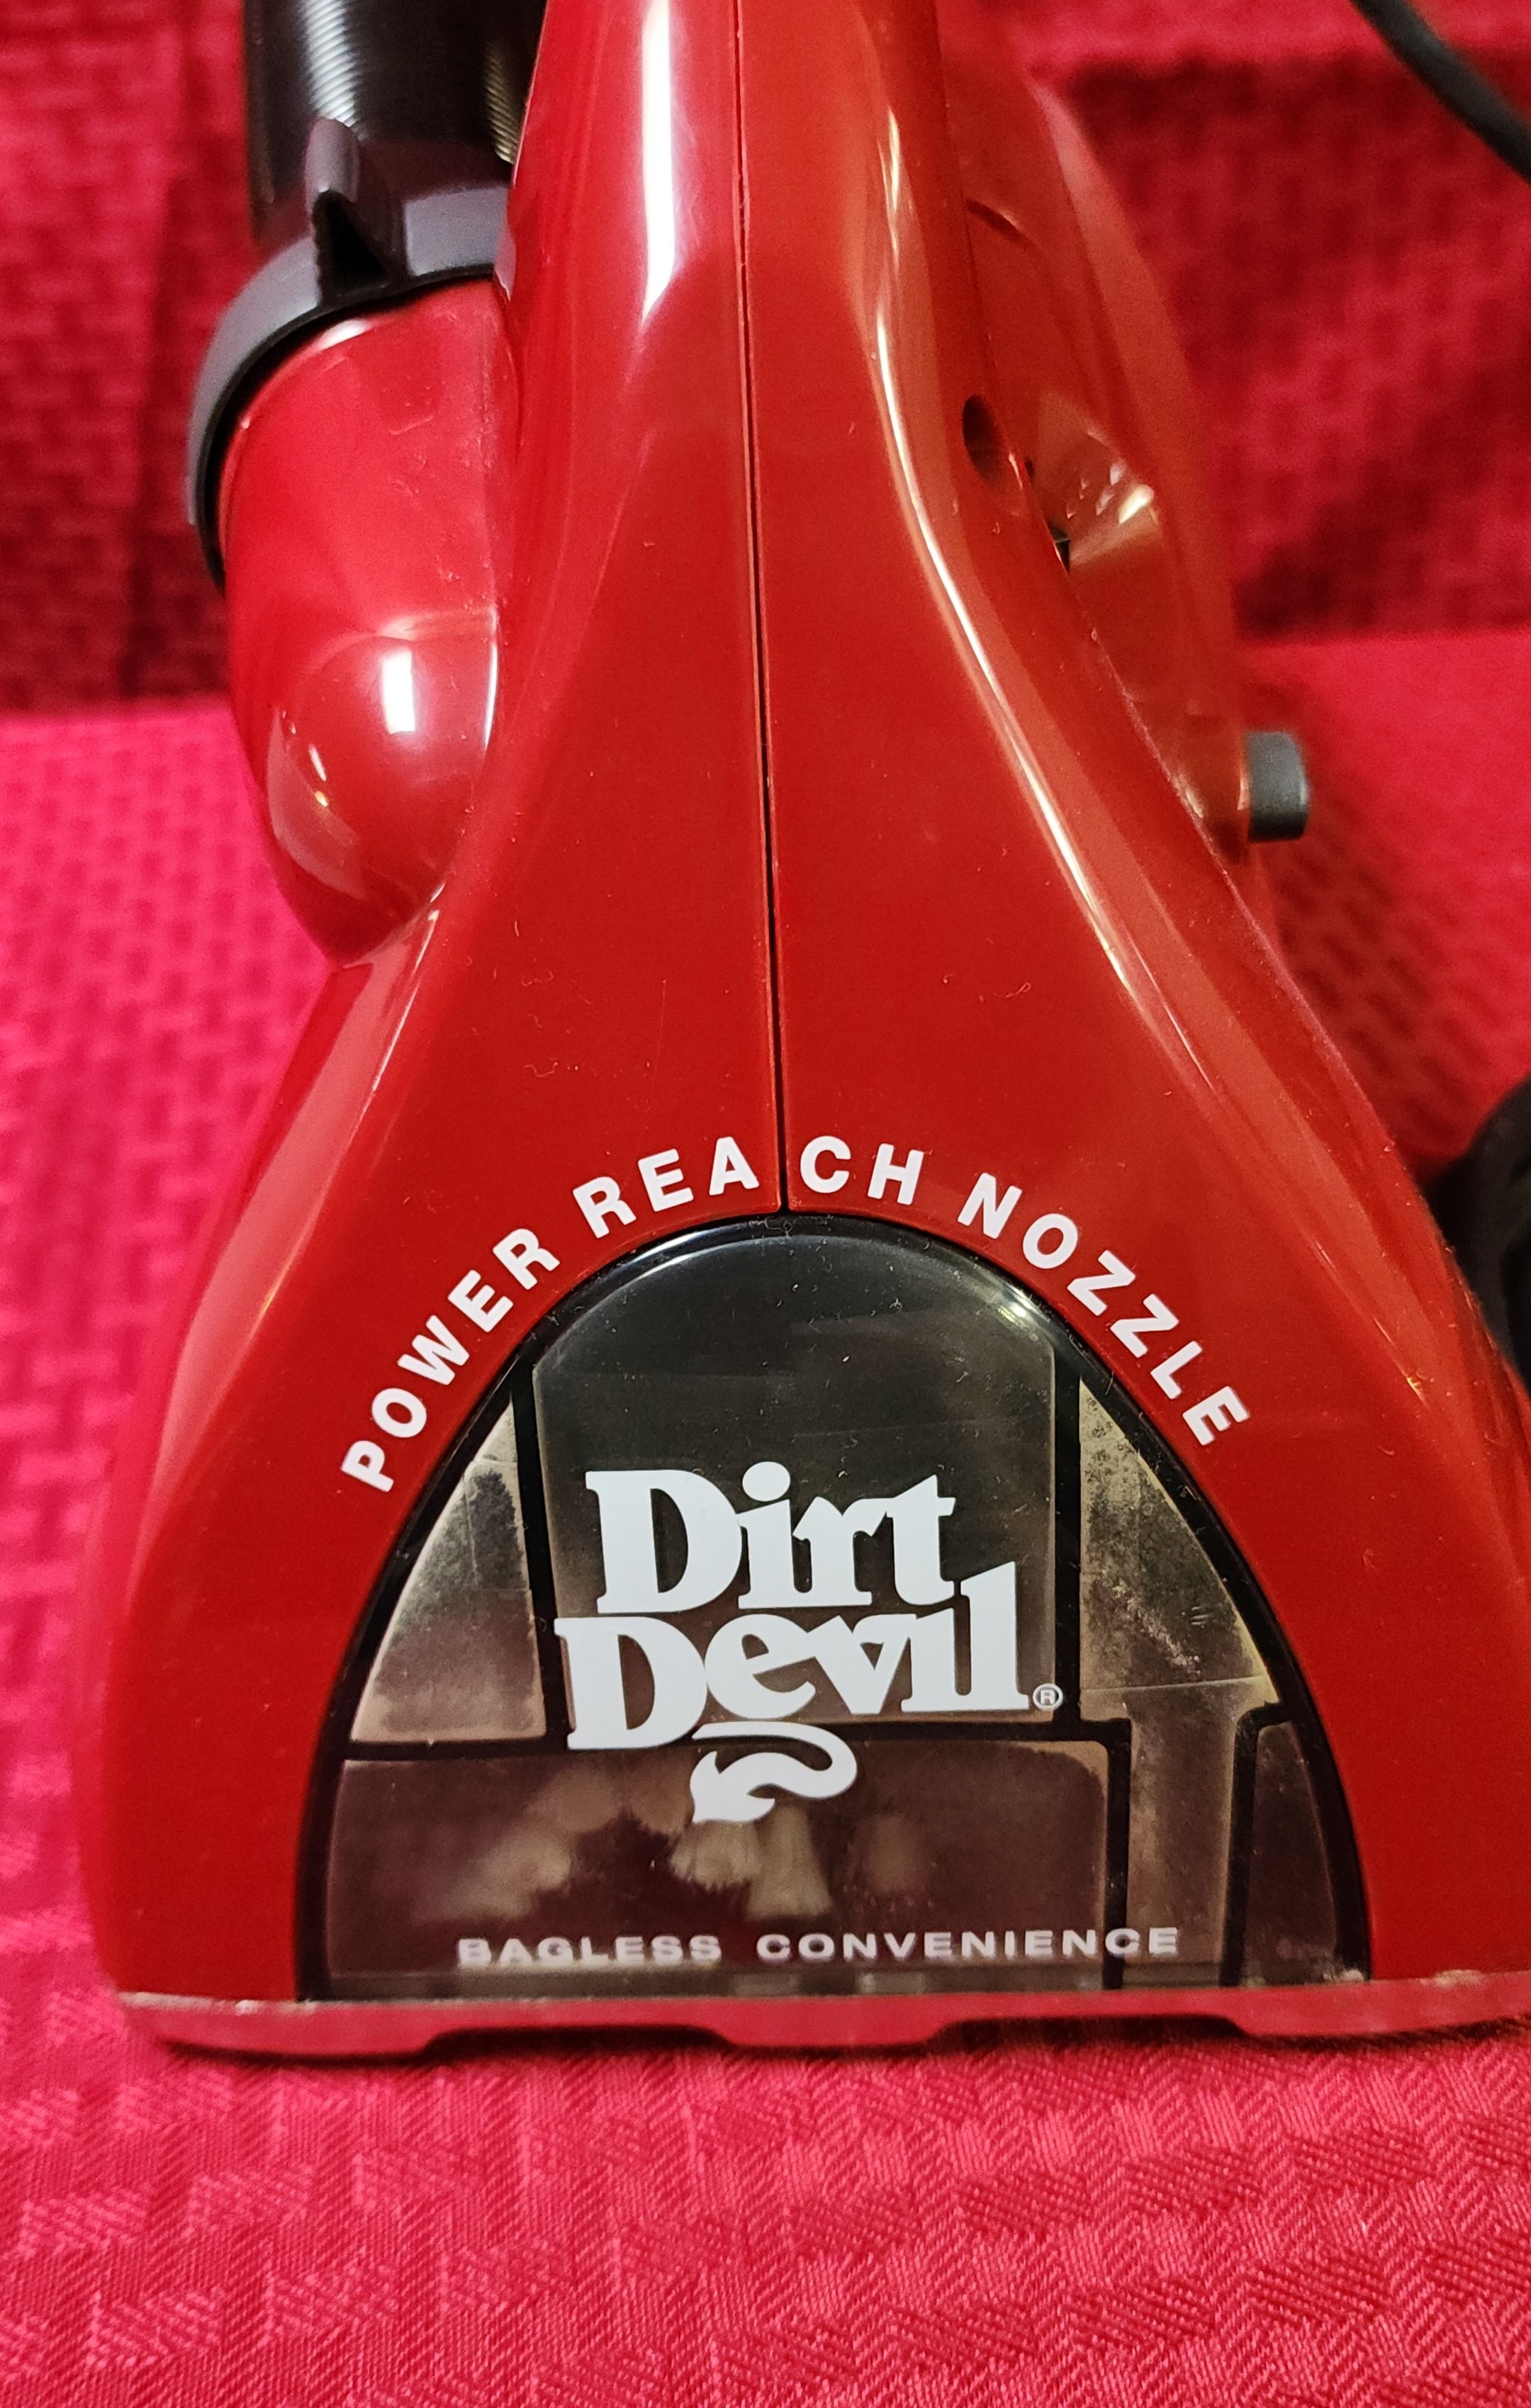 POWER REACH NOZZLE
Dirt
Devil®
BAGLESS CONVENIENCE